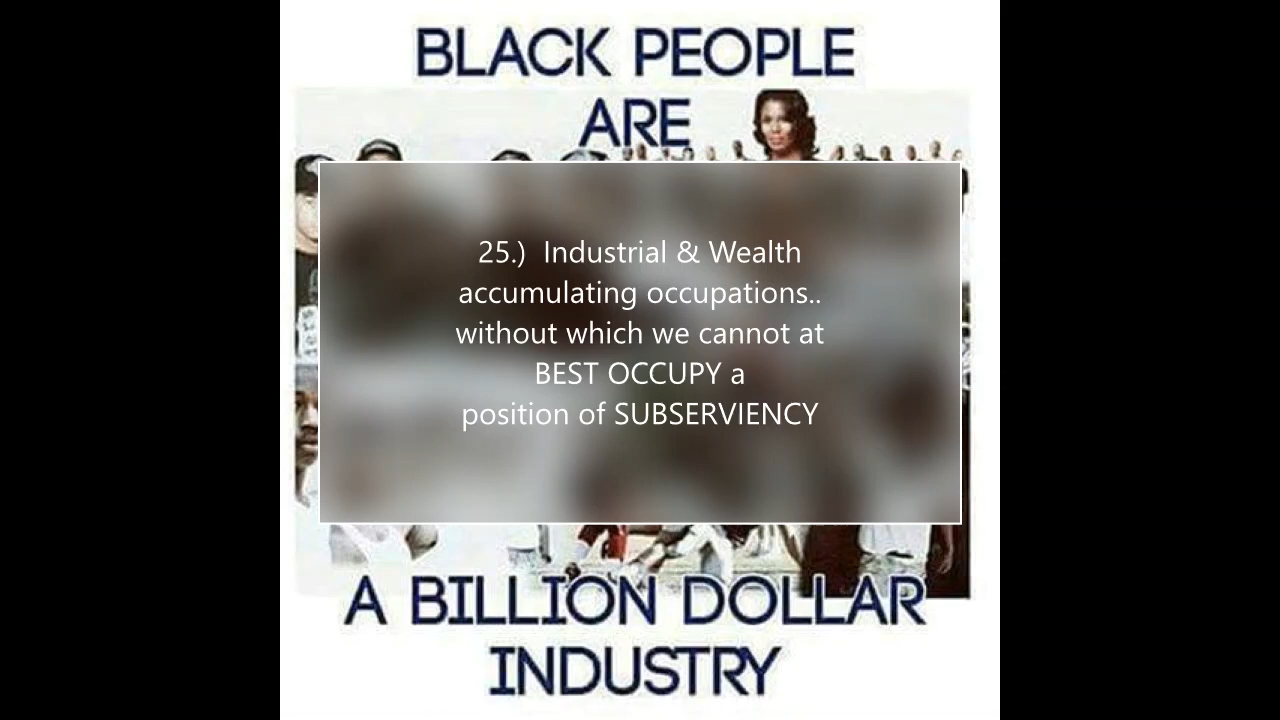 BLACK PEOPLE
ARE
25.)  Industrial & Wealth
accumulating occupations..
without which we cannot at
BEST OCCUPY a
position of SUBSERVIENCY
A BILLION DOLLAR
INDUSTRY